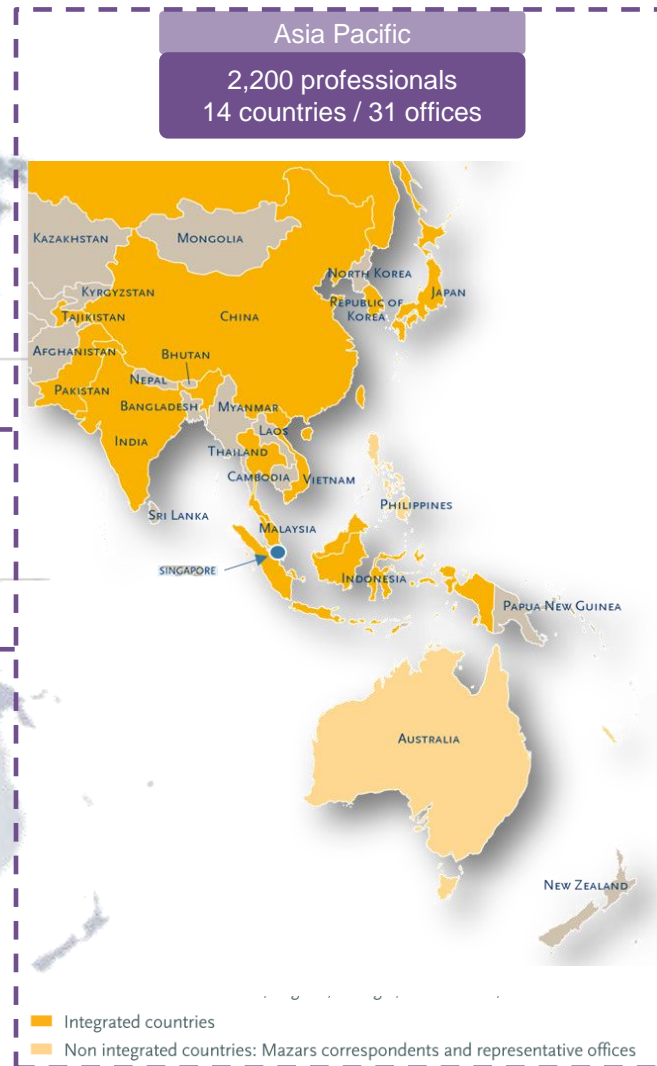 Asia Pacific
2,200 professionals
14 countries / 31 offices
KAZAKHSTAN
MONGOLIA
NORTH KOREA
KYRGYZSTAN
JAPAN
REPUBLIC OF
KOREA
TAJIKISTAN
CHINA
AFGHANISTAN
BHUTAN
NEPAL
PAKISTAN
BANGLADESH
MYANMAR
INDIA
LAOS
THAILAND
CAMBODIA
VIETNAM
PHILIPPINES
SRI LANKA
MALAYSIA
SINGAPORE
INDONESIA
PAPUA NEW GUINEA
AUSTRALIA
NEW ZEALAND
Integrated countries
Non integrated countries: Mazars correspondents and representative offices